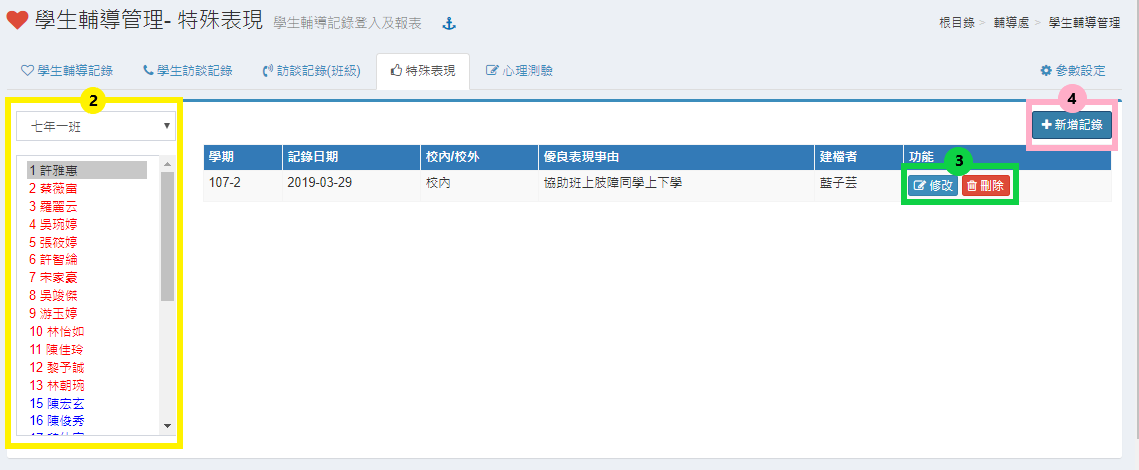 學生輔導管理- 特殊表現 學生輔導記錄登入及報表
根目錄 > 輔導處 > 學生輔導管理
學生輔導記錄 學生訪談記錄 訪談記錄(班級) 特殊表現 心理測驗 參數設定
2
4
七年一班
新增記錄
1 許雅惠
2 蔡薇童
3 羅麗云
4 吳琬婷
5 張筱婷
6 許智綸
7 宋家豪
8 吳竣傑
9 游玉婷
10 林怡如
11 陳佳玲
12 黎予誠
13 林朝琬
15 陳宏玄
16 陳俊秀
學期 記錄日期 校內/校外 優良表現事由 建檔者 功能
3
107-2 2019-03-29 校內 協助班上肢障同學上下學 藍子芸 修改 刪除